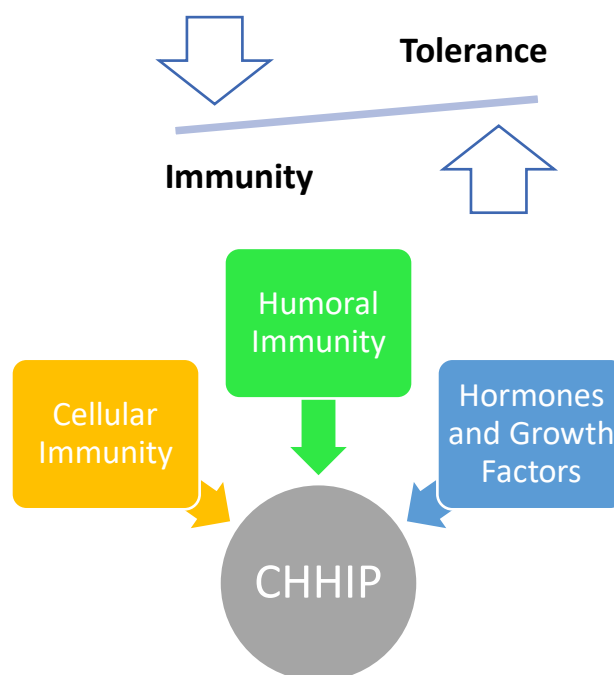 Tolerance
Immunity
Humoral
Immunity
Cellular
Immunity
Hormones
and Growth
Factors
CHHIP